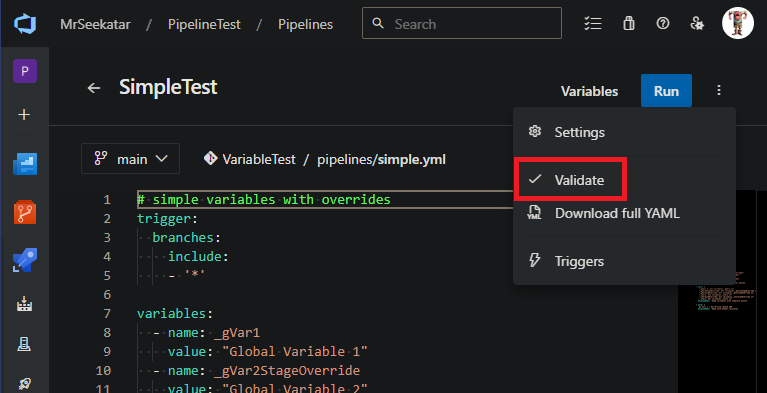 MrSeekatar / PipelineTest / Pipelines / Search
P
SimpleTest
Variables Run
Settings
Validate
YML Download full YAML
Triggers
main VariableTest / pipelines/simple.yml
1 # simple variables with overrides
2 trigger:
3 branches:
4 include:
5 - '*'
6
7 variables:
8 - name: _gVar1
9 value: "Global Variable 1"
10 - name: _gVar2StageOverride
11 value: "Global Variable 2"